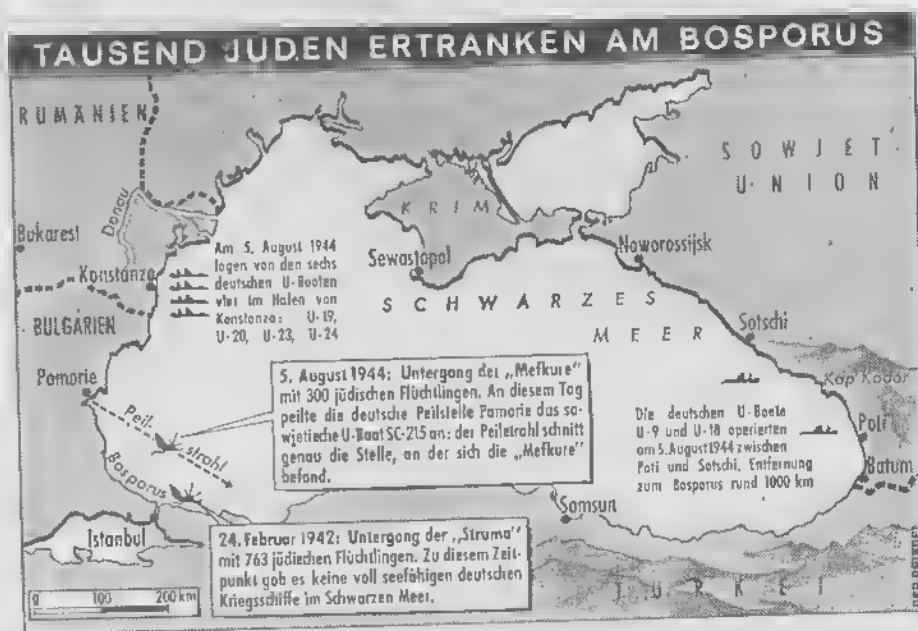 TAUSEND JUDEN ERTRANKEN AM BOSPORUS
RUMÄNIEN
SOWJET
UNION
Donau
KRIM
Bukarest
Am 5. August 1944
lagen von den sechs
deutschen U-Booten
vier im Hafen von
Konstanza: U-19,
U-20, U-23, U-24
Sewastopol
Noworossijsk
Konstanza
SCHWARZES
MEER
BULGARIEN
Sotschi
Pomorie
5. August 1944: Untergang der „Mefkure"
mit 300 jüdischen Flüchtlingen. An diesem Tag
peilte die deutsche Peilstelle Pamorie das so-
wjetische U-Boot SC-215 an: der Peilstrahl schnitt
genau die Stelle, an der sich die „Mefkure"
befand.
Kap Kodor
Peil-
strahl
Die deutschen U-Boote
U-9 und U-18 operierten
am 5. August 1944 zwischen
Poti und Sotschi. Entfernung
zum Bosporus rund 1000 km
Poti
Batum
Bosporus
Istanbul
Samsun
24. Februar 1942: Untergang der „Struma"
mit 763 jüdischen Flüchtlingen. Zu diesem Zeit-
punkt gab es keine voll seefähigen deutschen
Kriegsschiffe im Schwarzen Meer.
TÜRKEI
0 100 200 km
DER SPIEGEL